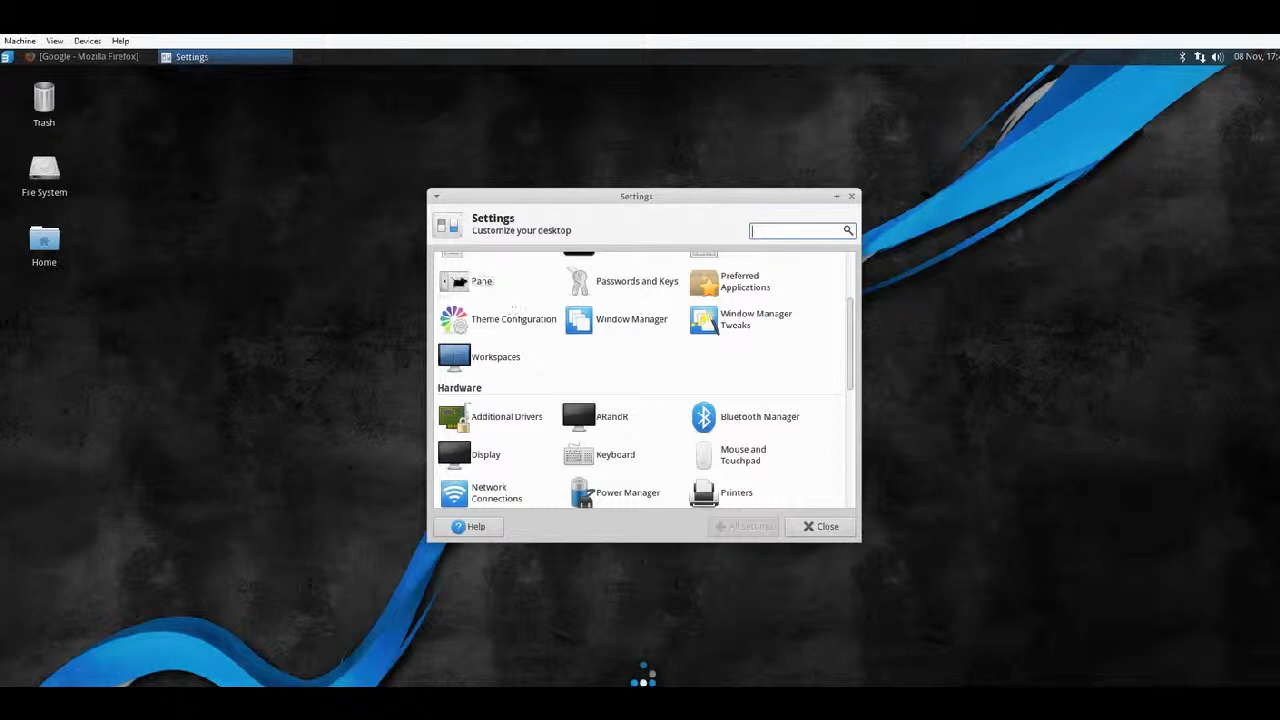 Machine View Devices Help
[Google - Mozilla Firefox] Settings
08 Nov, 17:4
Trash
File System
Home
Settings
Settings
Customize your desktop
Panel
Passwords and Keys
Preferred
Applications
Theme Configuration
Window Manager
Window Manager
Tweaks
Workspaces
Hardware
Additional Drivers
ARandR
Bluetooth Manager
Display
Keyboard
Mouse and
Touchpad
Network
Connections
Power Manager
Printers
Help
All Settings
Close